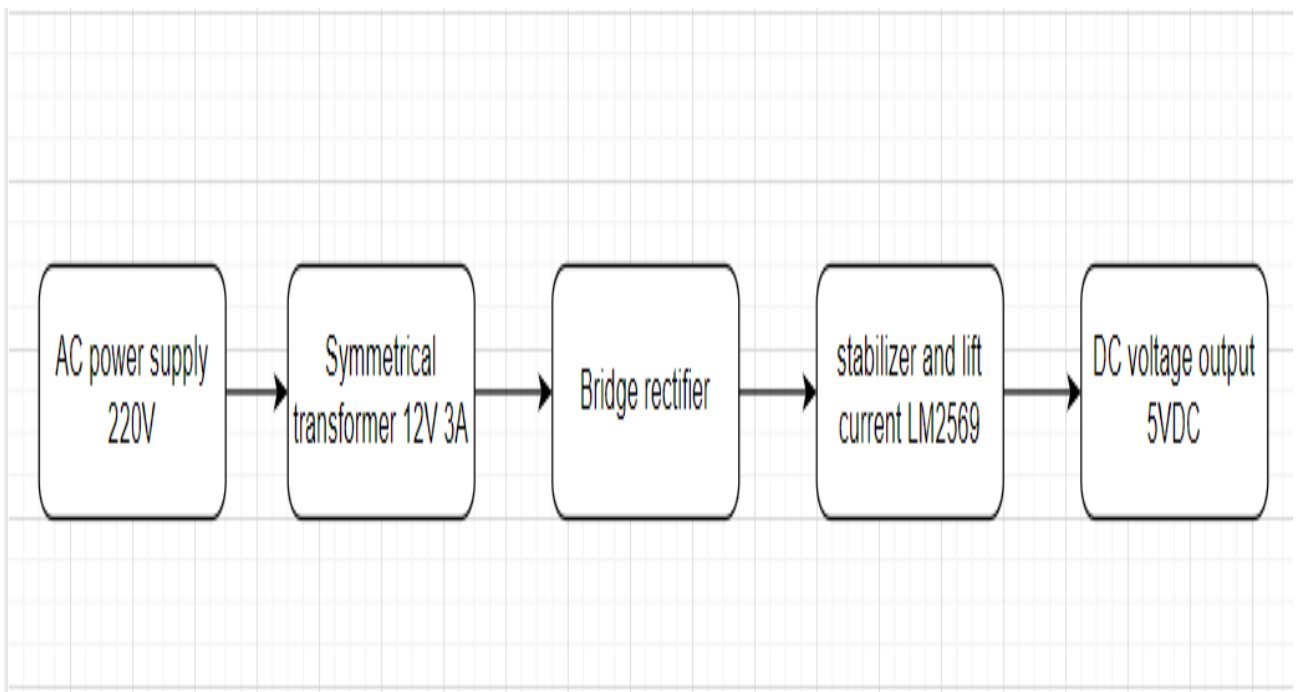 AC power supply
220V
Symmetrical
transformer 12V 3A
Bridge rectifier
stabilizer and lift
current LM2569
DC voltage output
5VDC